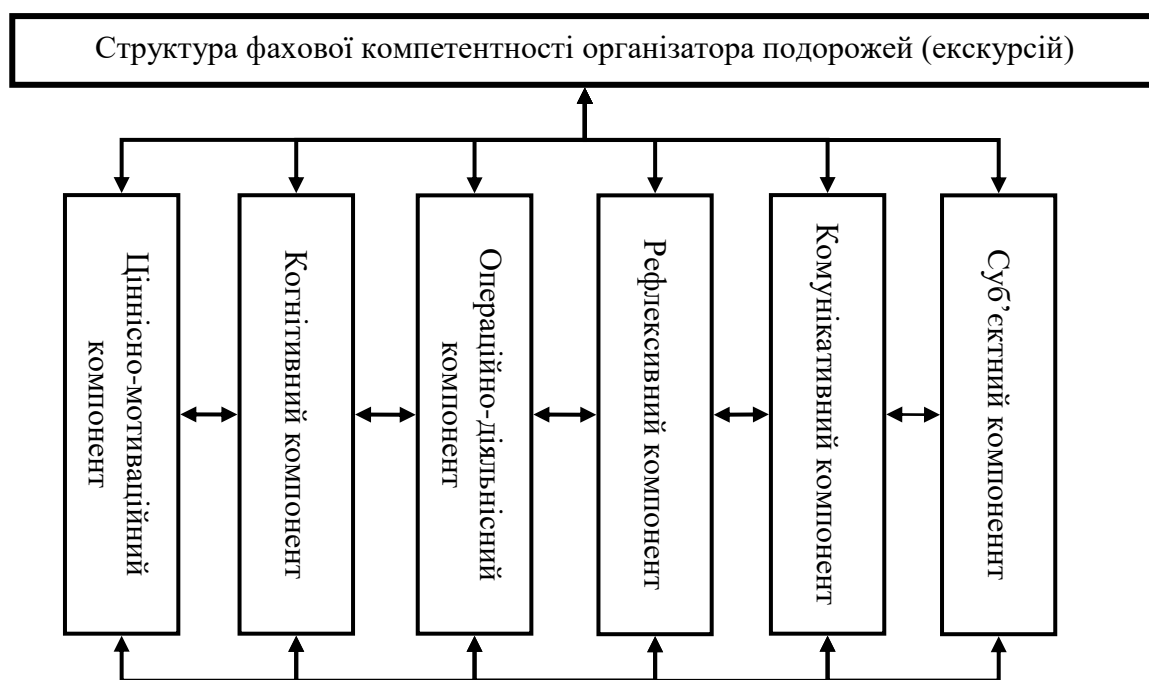 Структура фахової компетентності організатора подорожей (екскурсій)
Ціннісно-мотиваційний
компонент
Когнітивний компонент
Операційно-діяльнісний
компонент
Рефлексивний компонент
Комунікативний компонент
Суб’єктний компоненнт